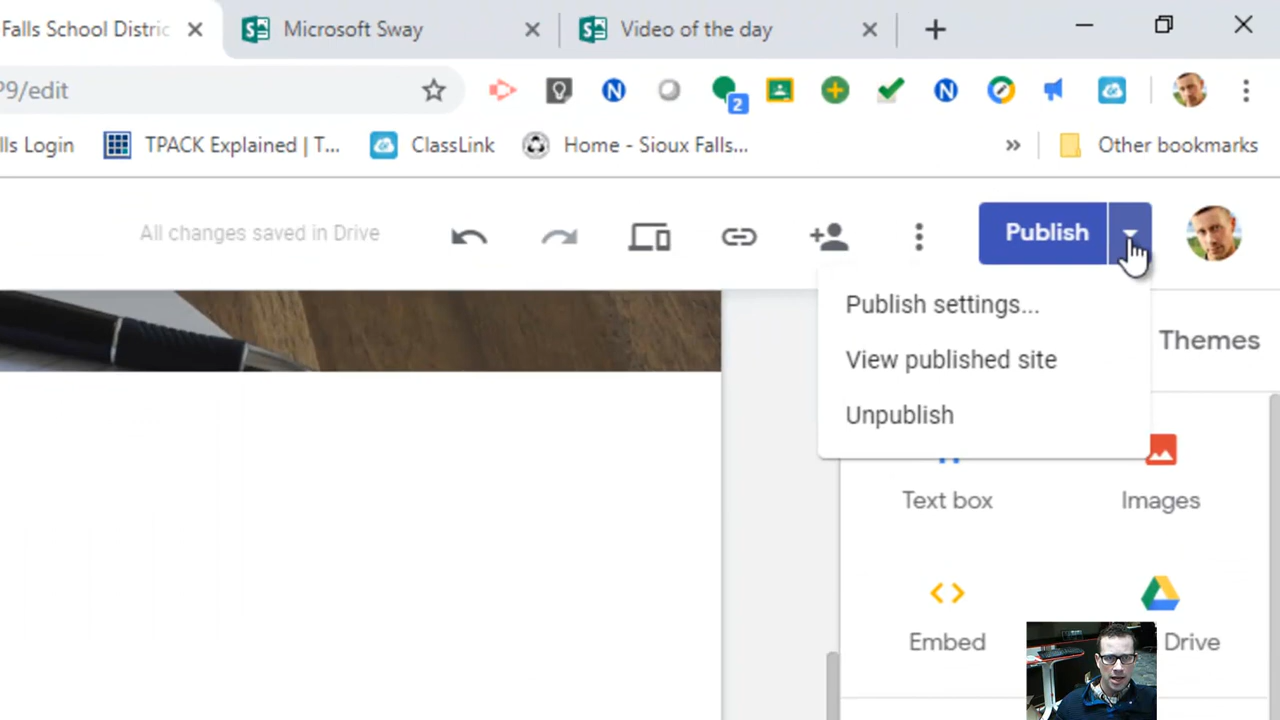 Falls School Distric
Microsoft Sway
Video of the day
9/edit
N
2
N
lls Login
TPACK Explained | T...
ClassLink
Home - Sioux Falls...
»
Other bookmarks
All changes saved in Drive
Publish
Publish settings...
View published site
Unpublish
Themes
Text box
Images
Embed
Drive